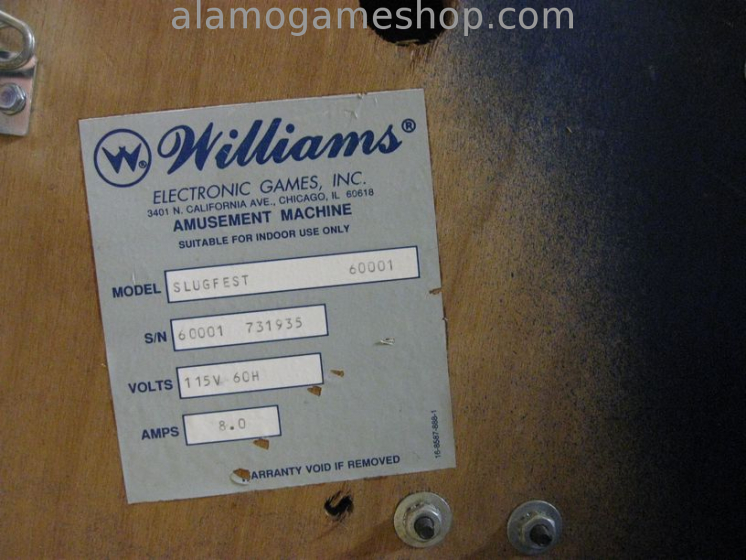 alamogameshop.com
W®
Williams®
ELECTRONIC GAMES, INC.
3401 N. CALIFORNIA AVE., CHICAGO, IL 60618
AMUSEMENT MACHINE
SUITABLE FOR INDOOR USE ONLY
MODEL SLUGFEST 60001
S/N 60001 731935
VOLTS 115V 60H
AMPS 8.0
WARRANTY VOID IF REMOVED